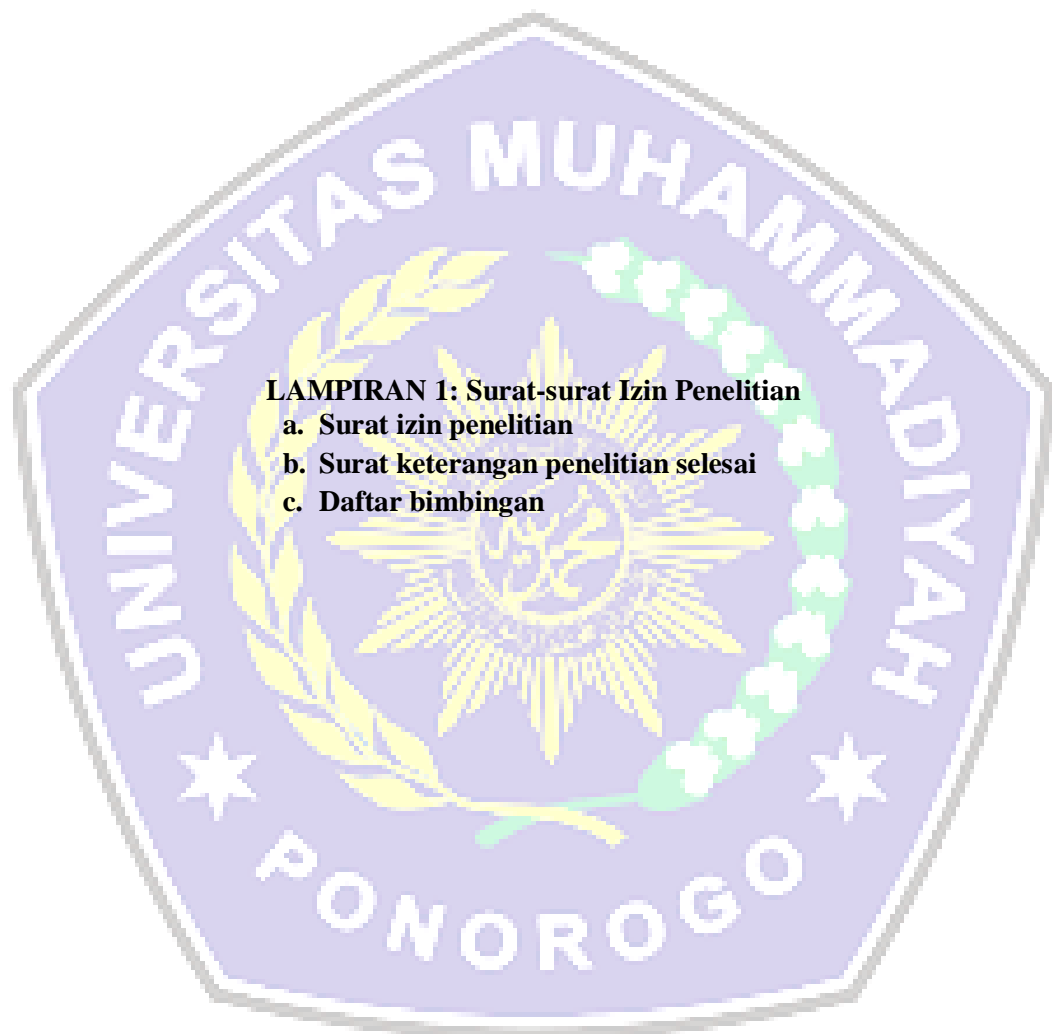 UNIVERSITAS MUHAMMADIYAH
LAMPIRAN 1: Surat-surat Izin Penelitian
a. Surat izin penelitian
b. Surat keterangan penelitian selesai
c. Daftar bimbingan
PONOROGO